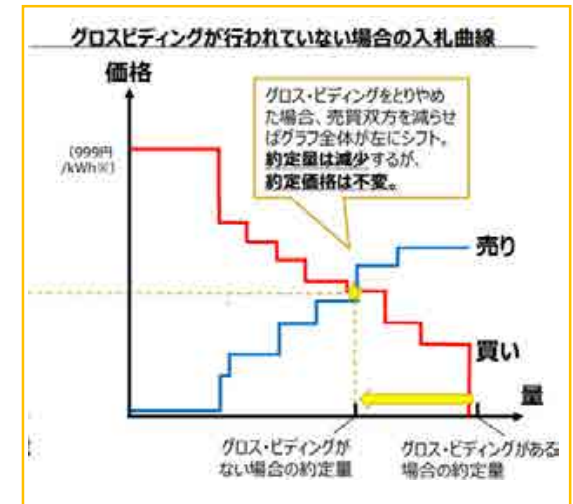 グロスビディングが行われていない場合の入札曲線
価格
グロス・ビディングをとりやめ
た場合、売買双方を減らせ
ばグラフ全体が左にシフト。
約定量は減少するが、
約定価格は不変。
(999円
/kWh※)
売り
買い
量
グロス・ビディングが
ない場合の約定量
グロス・ビディングがある
場合の約定量